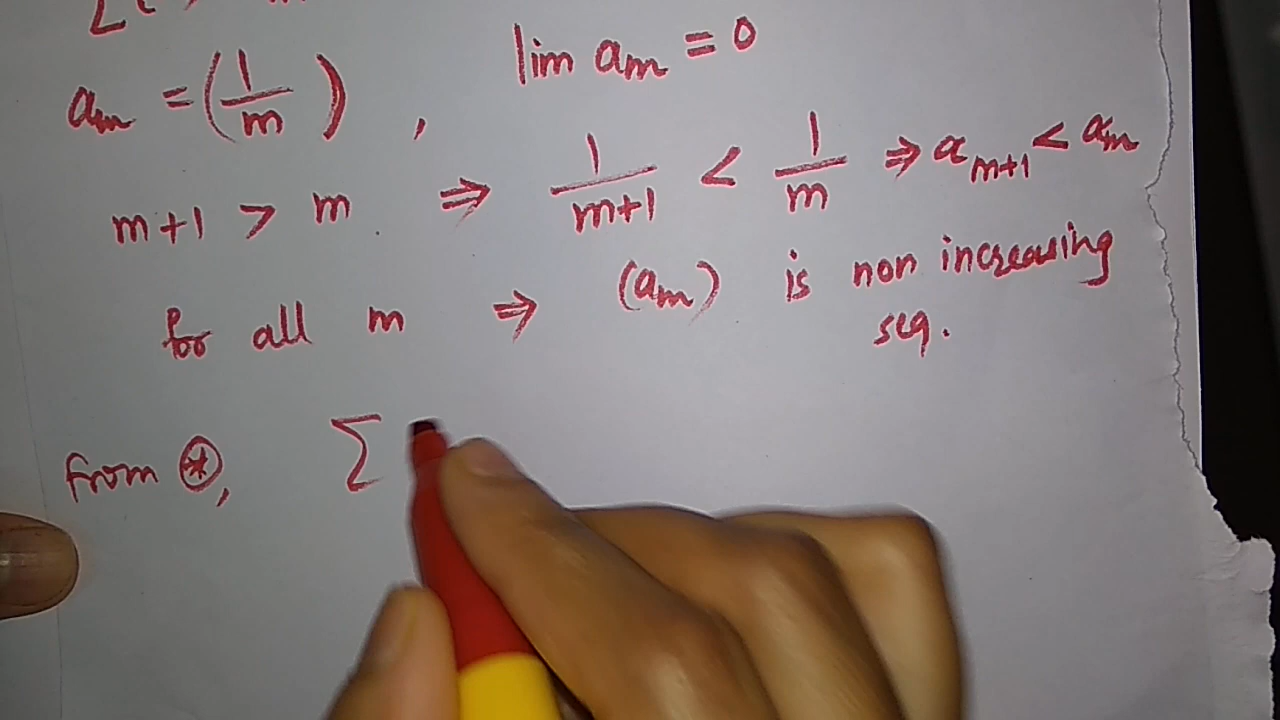 a_m = (1/m) , lim a_m = 0
m+1 > m ⇒ 1/(m+1) < 1/m ⇒ a_{m+1} < a_m
for all m ⇒ (a_m) is non increasing
seq.
from ⊛, Σ